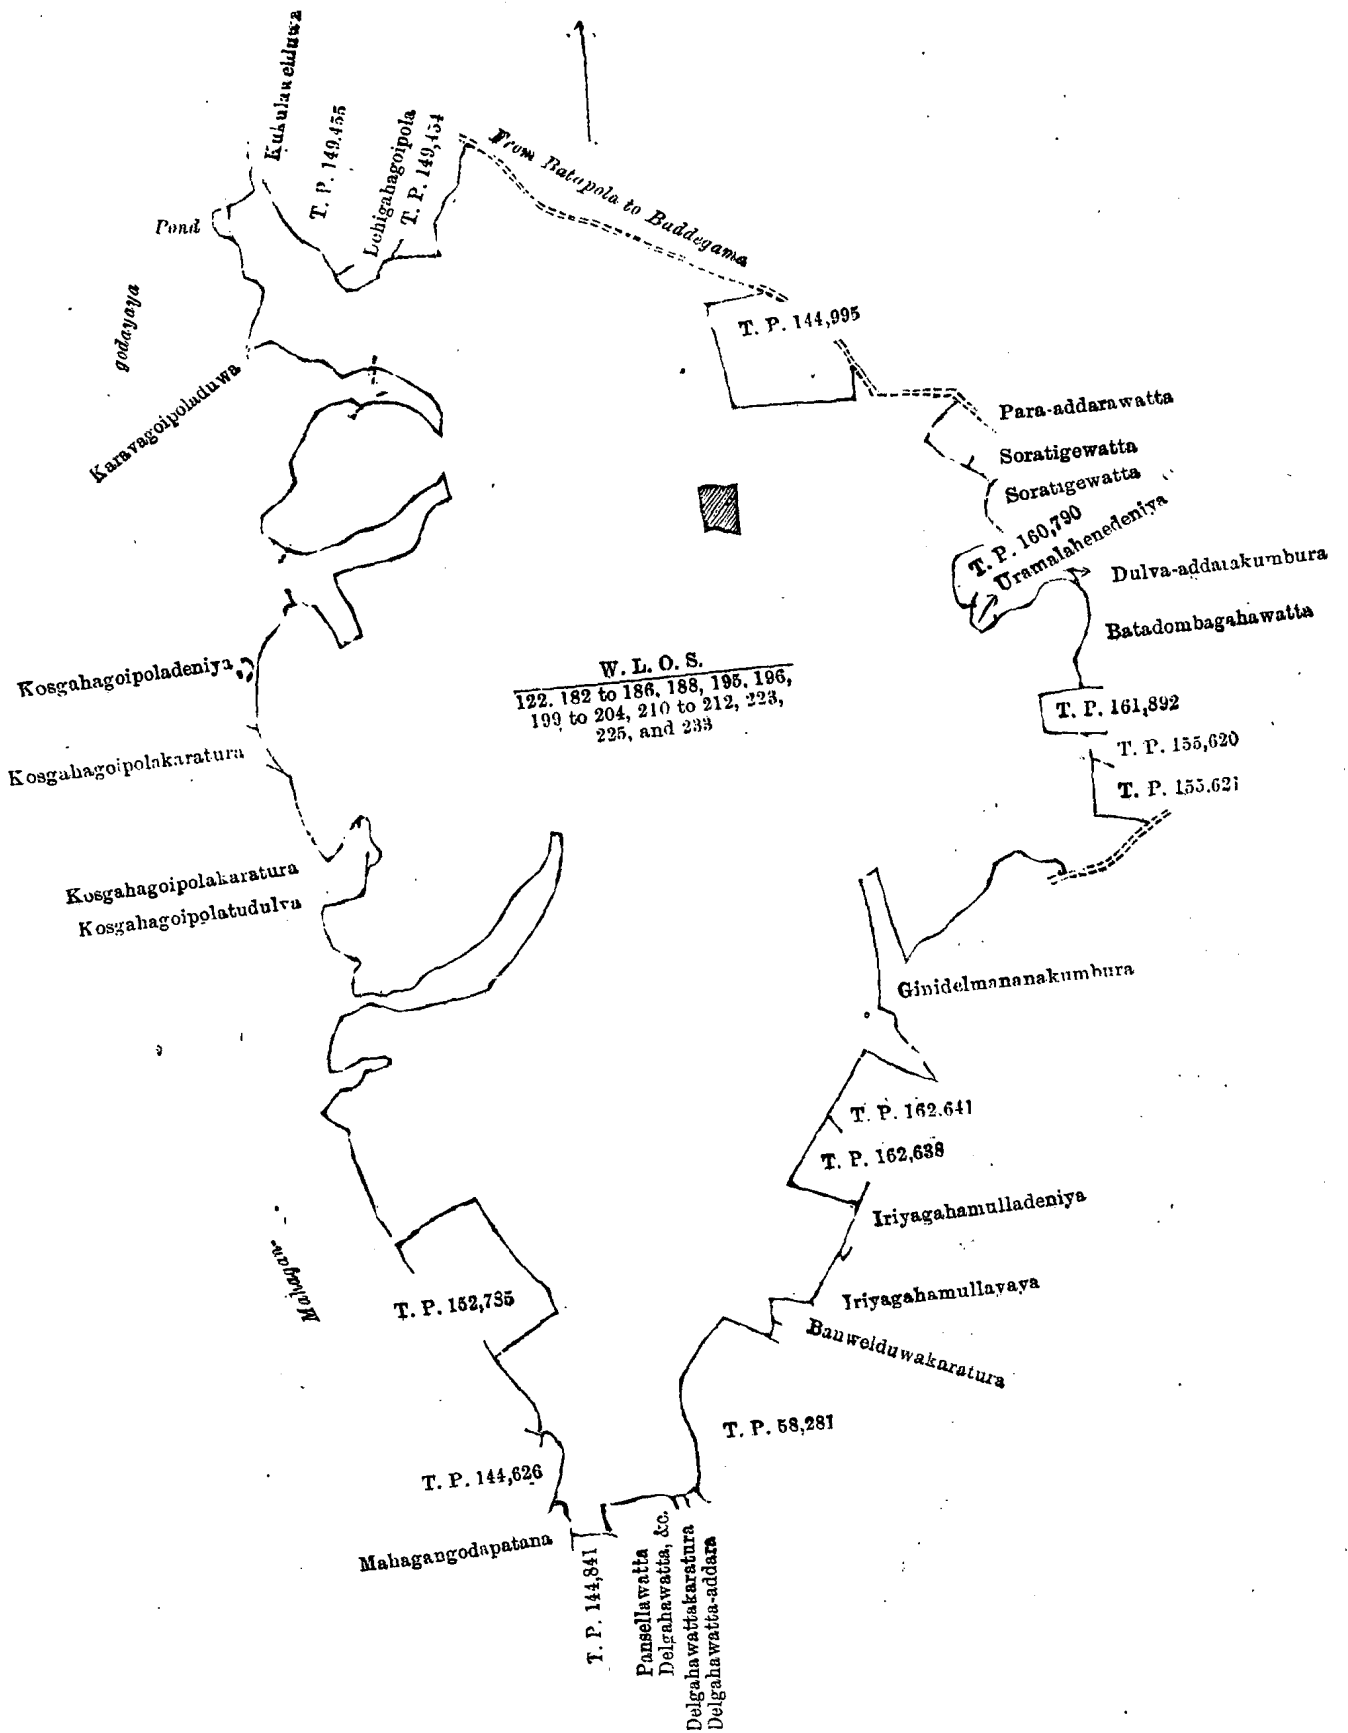 Kukulawelduwa
T. P. 149,455
T. P. 149,454
From Batapola to Baddegama
Pond
godayaya
Karavagoipoladuwa
T. P. 144,995
Para-addarawatta
Soratigewatta
Soratigewatta
T. P. 160,790
Uramalahenedeniya
Dulva-addarakumbura
Batadombagahawatta
Kosgahagoipoladeniya
W. L. O. S.
122, 182 to 186, 188, 195, 196,
199 to 204, 210 to 212, 223,
225, and 233
T. P. 161,892
T. P. 155,620
T. P. 155,621
Kosgahagoipolakaratura
Kosgahagoipolakaratura
Kosgahagoipolatudulva
Ginidelmananakumbura
T. P. 162,641
T. P. 162,638
Iriyagahamulladeniya
Mahagan-
T. P. 152,735
Iriyagahamullayaya
Bauwelduwakaratura
T. P. 58,281
T. P. 144,626
Mahagangodapatana
T. P. 144,841
Pansellawatta
Delgahawatta, &c.
Delgahawattakaratura
Delgahawatta-addara